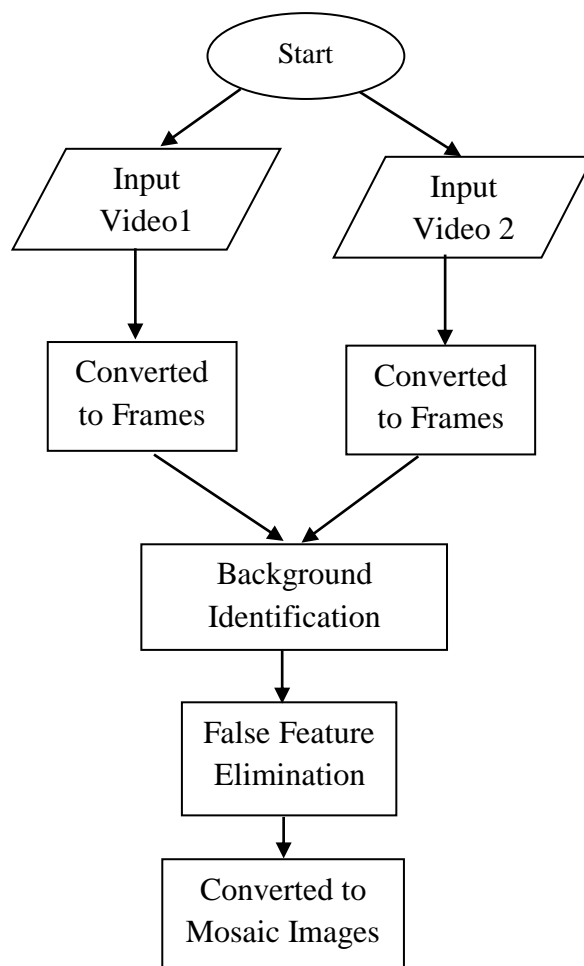 Start
Input
Video1
Input
Video 2
Converted
to Frames
Converted
to Frames
Background
Identification
False Feature
Elimination
Converted to
Mosaic Images